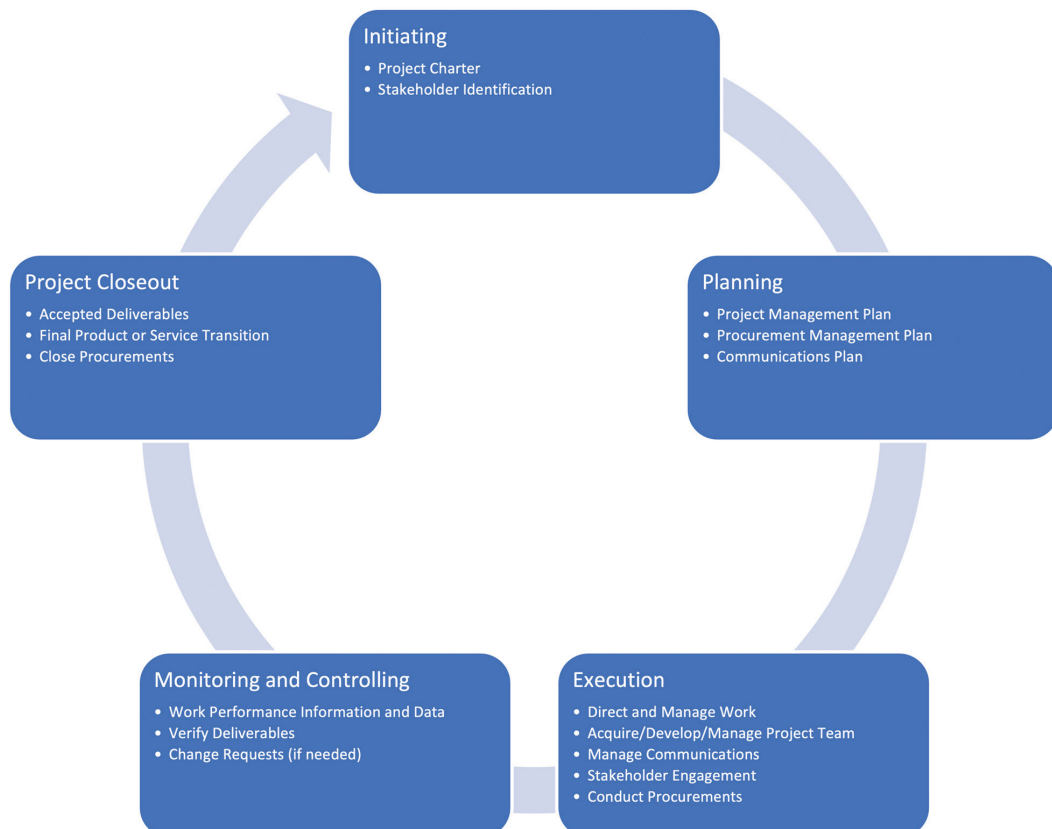 Initiating
• Project Charter
• Stakeholder Identification
Planning
• Project Management Plan
• Procurement Management Plan
• Communications Plan
Execution
• Direct and Manage Work
• Acquire/Develop/Manage Project Team
• Manage Communications
• Stakeholder Engagement
• Conduct Procurements
Monitoring and Controlling
• Work Performance Information and Data
• Verify Deliverables
• Change Requests (if needed)
Project Closeout
• Accepted Deliverables
• Final Product or Service Transition
• Close Procurements